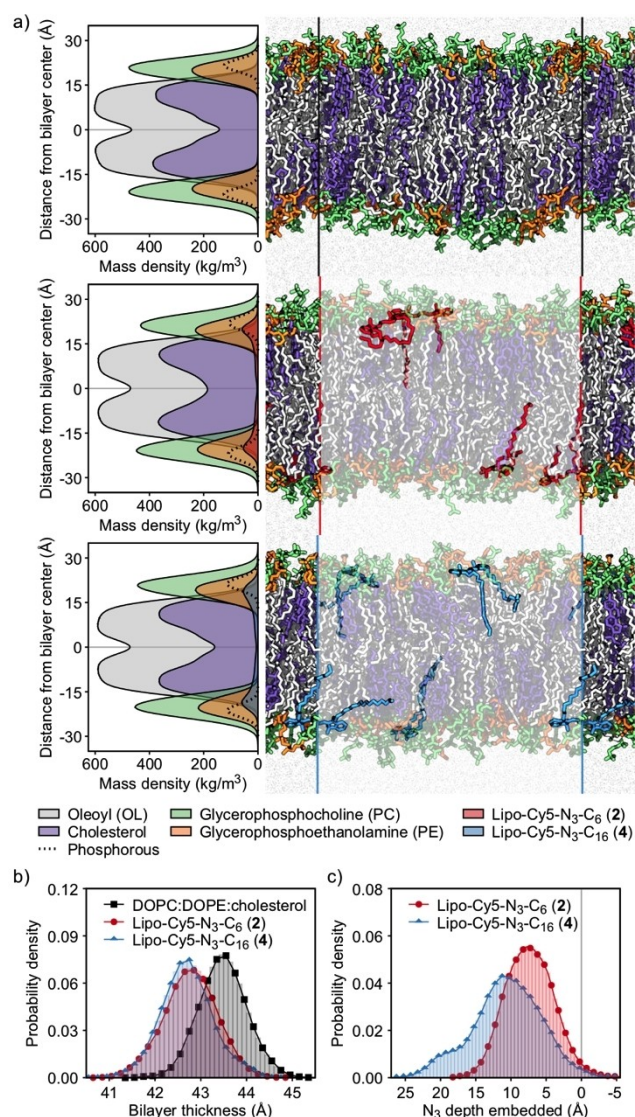 a)
Distance from bilayer center (Å)
30
15
0
-15
-30
600 400 200 0
Mass density (kg/m³)
Distance from bilayer center (Å)
30
15
0
-15
-30
600 400 200 0
Mass density (kg/m³)
Distance from bilayer center (Å)
30
15
0
-15
-30
600 400 200 0
Mass density (kg/m³)
Oleoyl (OL) Glycerophosphocholine (PC) Lipo-Cy5-N₃-C₆ (2)
Cholesterol Glycerophosphoethanolamine (PE) Lipo-Cy5-N₃-C₁₆ (4)
Phosphorous
b)
Probability density
0.12
0.09
0.06
0.03
0.00
DOPC:DOPE:cholesterol
Lipo-Cy5-N₃-C₆ (2)
Lipo-Cy5-N₃-C₁₆ (4)
41 42 43 44 45
Bilayer thickness (Å)
c)
Probability density
0.08
0.06
0.04
0.02
0.00
Lipo-Cy5-N₃-C₆ (2)
Lipo-Cy5-N₃-C₁₆ (4)
25 20 15 10 5 0 -5
N₃ depth embedded (Å)